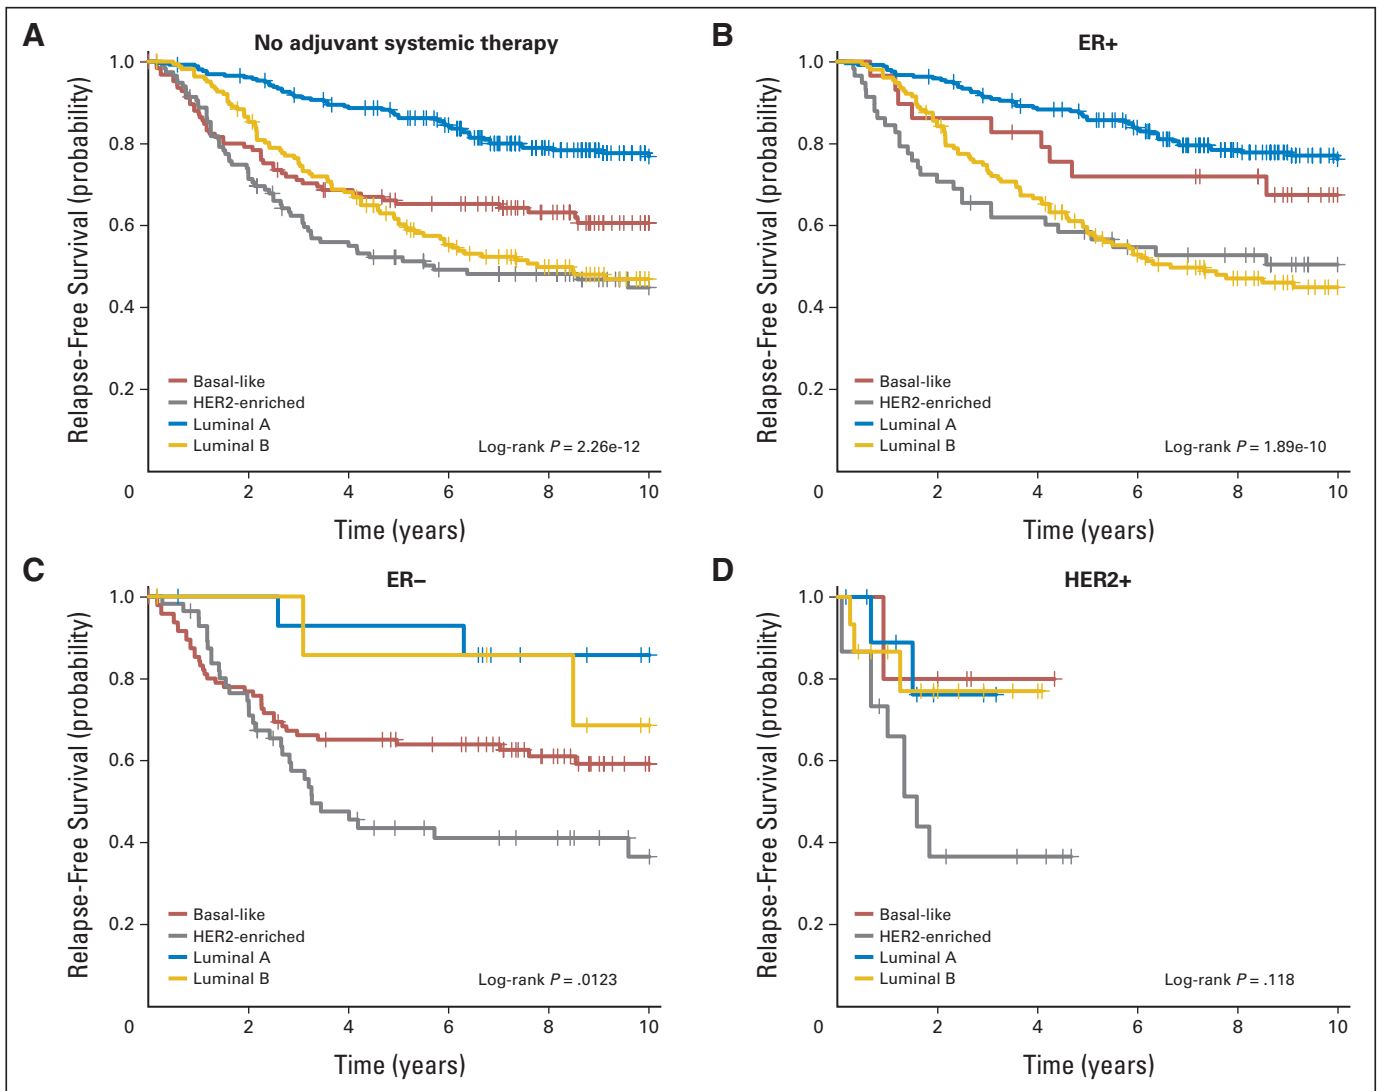 A
No adjuvant systemic therapy
Relapse-Free Survival (probability)
1.0
0.8
0.6
0.4
0.2
Basal-like
HER2-enriched
Luminal A
Luminal B
Log-rank P = 2.26e-12
0 2 4 6 8 10
Time (years)
B
ER+
Relapse-Free Survival (probability)
1.0
0.8
0.6
0.4
0.2
Basal-like
HER2-enriched
Luminal A
Luminal B
Log-rank P = 1.89e-10
0 2 4 6 8 10
Time (years)
C
ER–
Relapse-Free Survival (probability)
1.0
0.8
0.6
0.4
0.2
Basal-like
HER2-enriched
Luminal A
Luminal B
Log-rank P = .0123
0 2 4 6 8 10
Time (years)
D
HER2+
Relapse-Free Survival (probability)
1.0
0.8
0.6
0.4
0.2
Basal-like
HER2-enriched
Luminal A
Luminal B
Log-rank P = .118
0 2 4 6 8 10
Time (years)